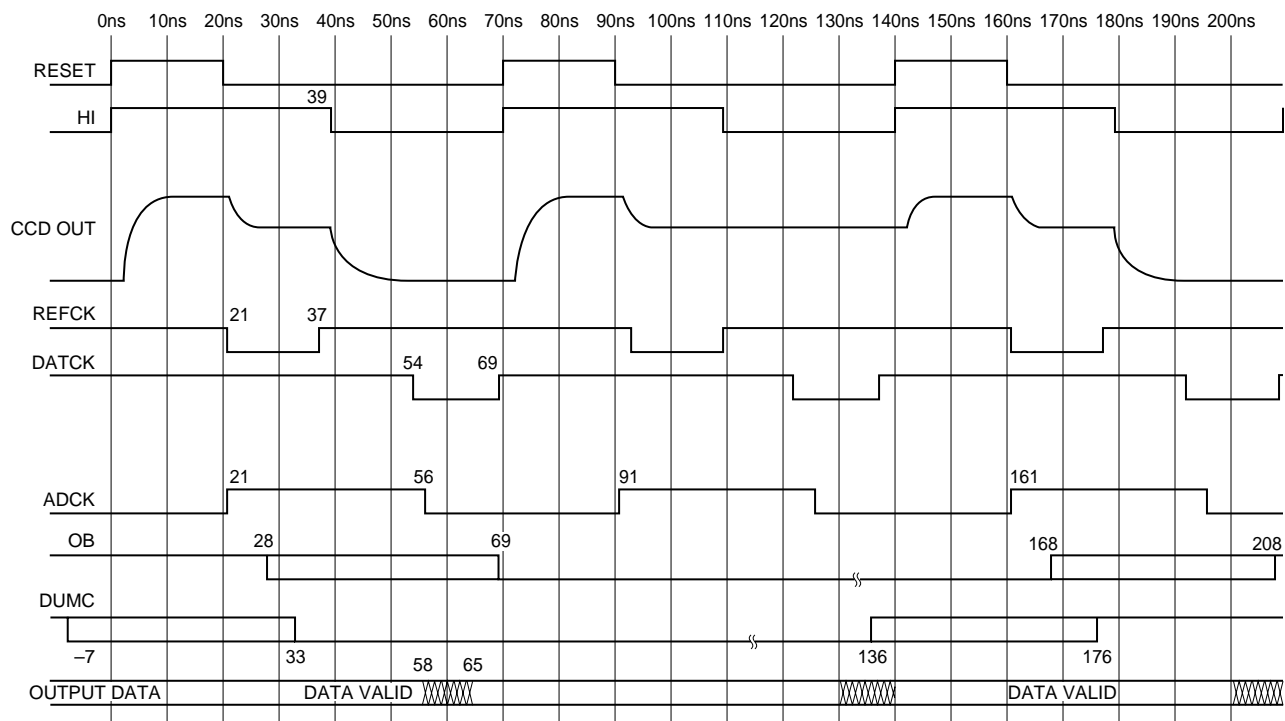 0ns 10ns 20ns 30ns 40ns 50ns 60ns 70ns 80ns 90ns 100ns 110ns 120ns 130ns 140ns 150ns 160ns 170ns 180ns 190ns 200ns
RESET
39
HI
CCD OUT
REFCK 21 37
DATCK 54 69
21 56 91 161
ADCK
OB 28 69 168 208
DUMC
–7 33 136 176
58 65
OUTPUT DATA DATA VALID DATA VALID